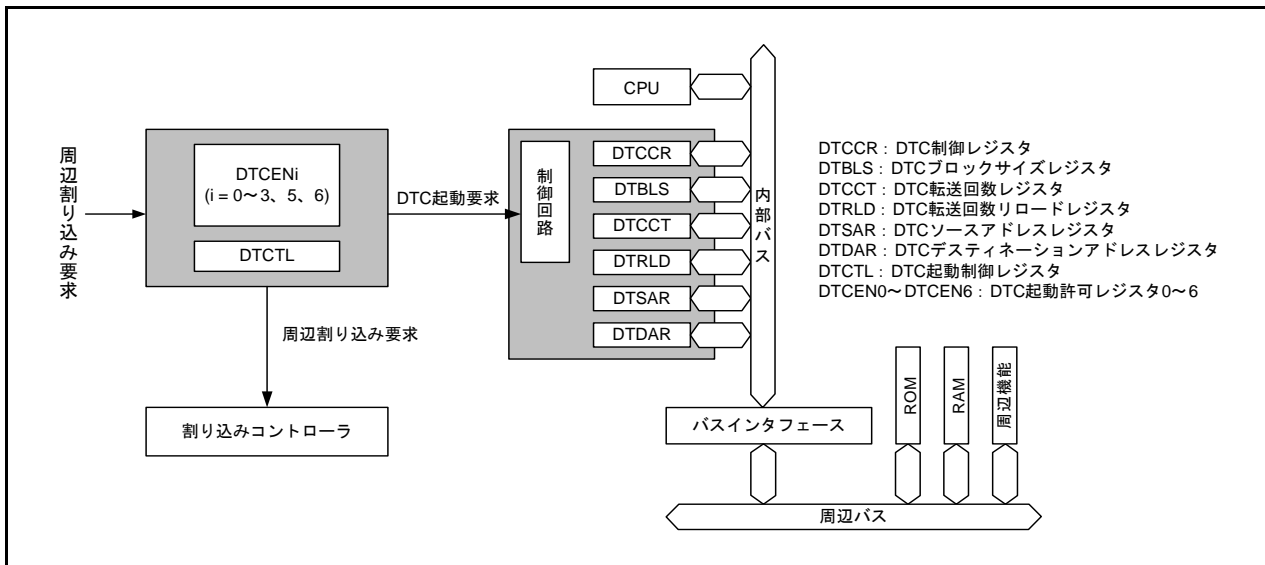 周辺割り込み要求
DTCENi
(i = 0～3、5、6)
DTCTL
DTC起動要求
周辺割り込み要求
割り込みコントローラ
制御回路
CPU
DTCCR
DTBLS
DTCCT
DTRLD
DTSAR
DTDAR
内部バス
DTCCR : DTC制御レジスタ
DTBLS : DTCブロックサイズレジスタ
DTCCT : DTC転送回数レジスタ
DTRLD : DTC転送回数リロードレジスタ
DTSAR : DTCソースアドレスレジスタ
DTDAR : DTCデスティネーションアドレスレジスタ
DTCTL : DTC起動制御レジスタ
DTCEN0～DTCEN6 : DTC起動許可レジスタ0～6
バスインタフェース
ROM
RAM
周辺機能
周辺バス